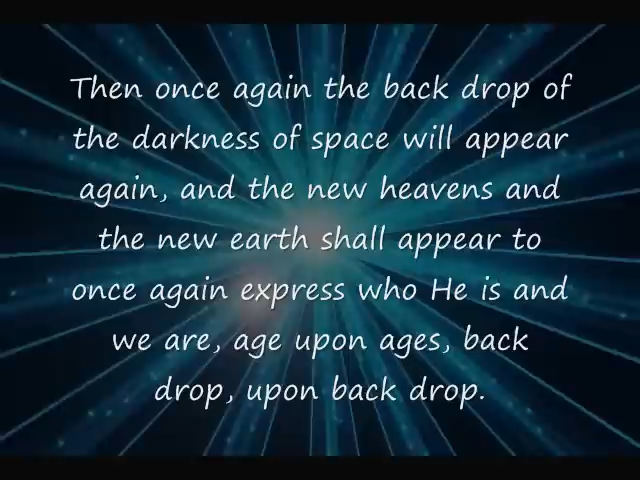 Then once again the back drop of
the darkness of space will appear
again, and the new heavens and
the new earth shall appear to
once again express who He is and
we are, age upon ages, back
drop, upon back drop.